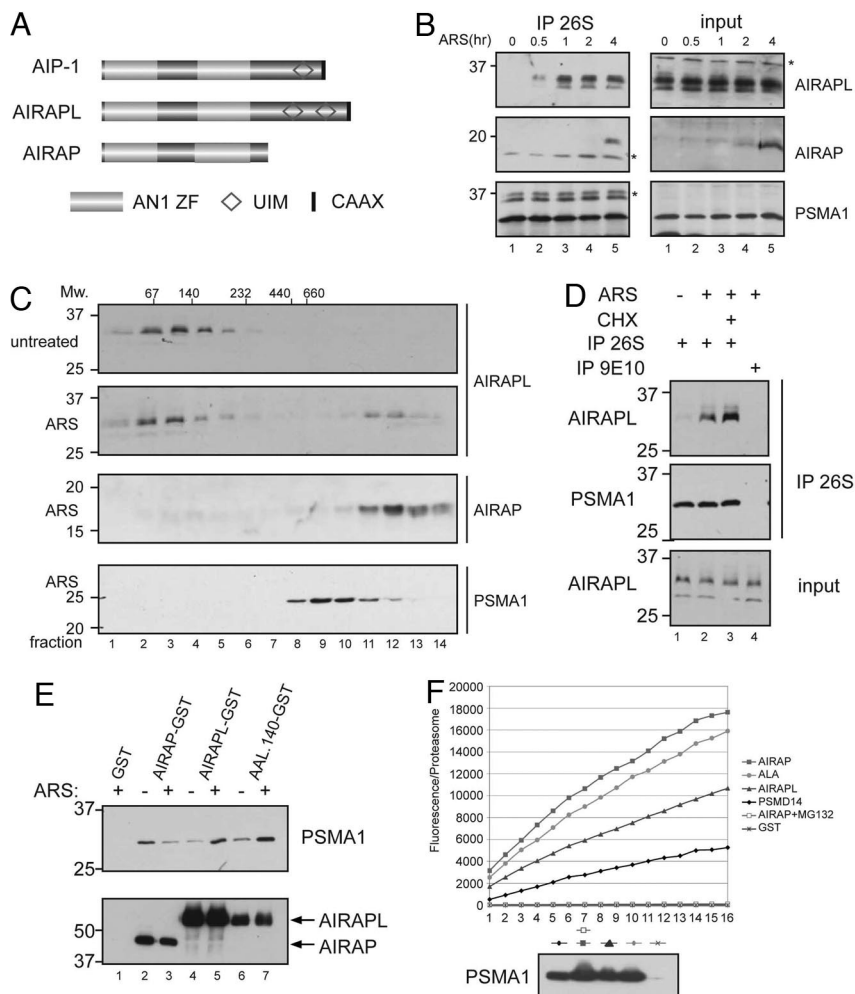 A
AIP-1
AIRAPL
AIRAP
AN1 ZF
UIM
CAAX
B
IP 26S
input
ARS(hr)
0 0.5 1 2 4
0 0.5 1 2 4
37
*
AIRAPL
20
*
AIRAP
37
*
PSMA1
1 2 3 4 5
1 2 3 4 5
C
Mw.
67 140 232 440 660
37
untreated
25
AIRAPL
37
ARS
25
20
ARS
15
AIRAP
ARS
25
20
PSMA1
fraction
1 2 3 4 5 6 7 8 9 10 11 12 13 14
D
ARS - + + +
CHX +
IP 26S + + +
IP 9E10 +
37
AIRAPL
25
37
PSMA1
25
IP 26S
37
AIRAPL
25
input
1 2 3 4
E
GST
AIRAP-GST
AIRAPL-GST
AAL.140-GST
ARS: + - + - + - +
37
25
PSMA1
50
37
AIRAPL
AIRAP
1 2 3 4 5 6 7
F
Fluorescence/Proteasome
20000
18000
16000
14000
12000
10000
8000
6000
4000
2000
0
1 2 3 4 5 6 7 8 9 10 11 12 13 14 15 16
AIRAP
ALA
AIRAPL
PSMD14
AIRAP+MG132
GST
PSMA1